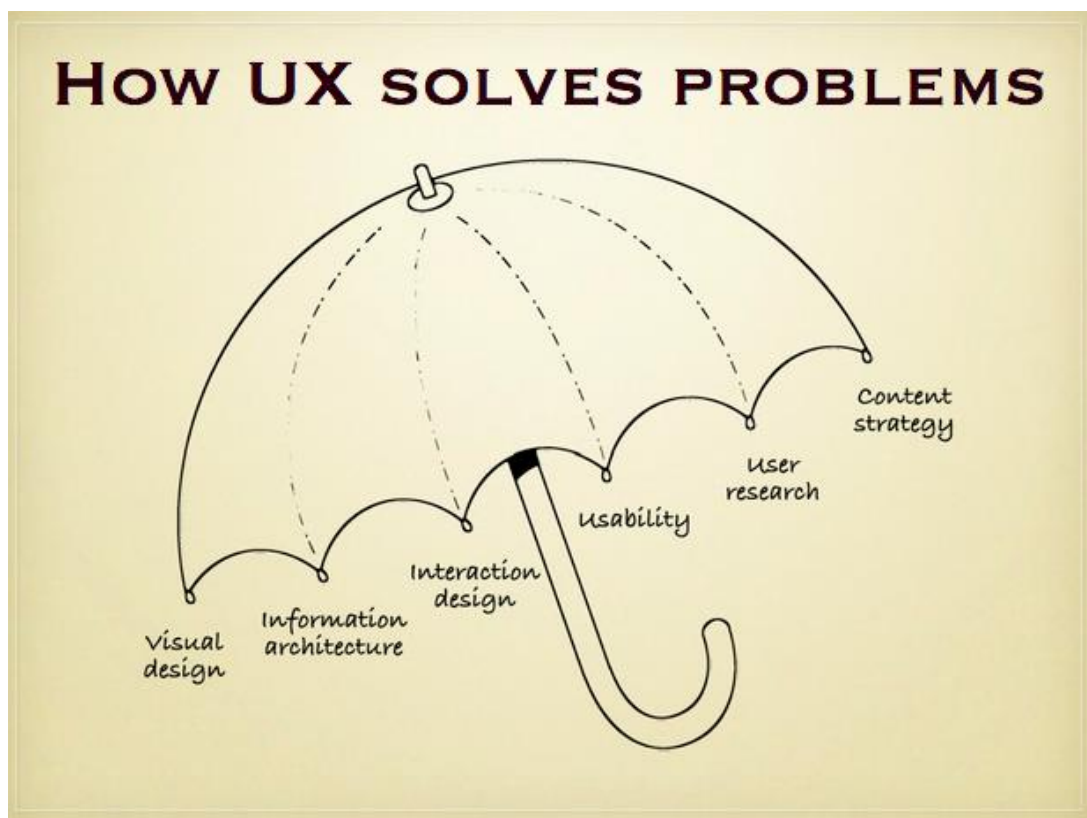 How UX solves problems
Content
strategy
User
research
Usability
Interaction
design
Information
architecture
Visual
design